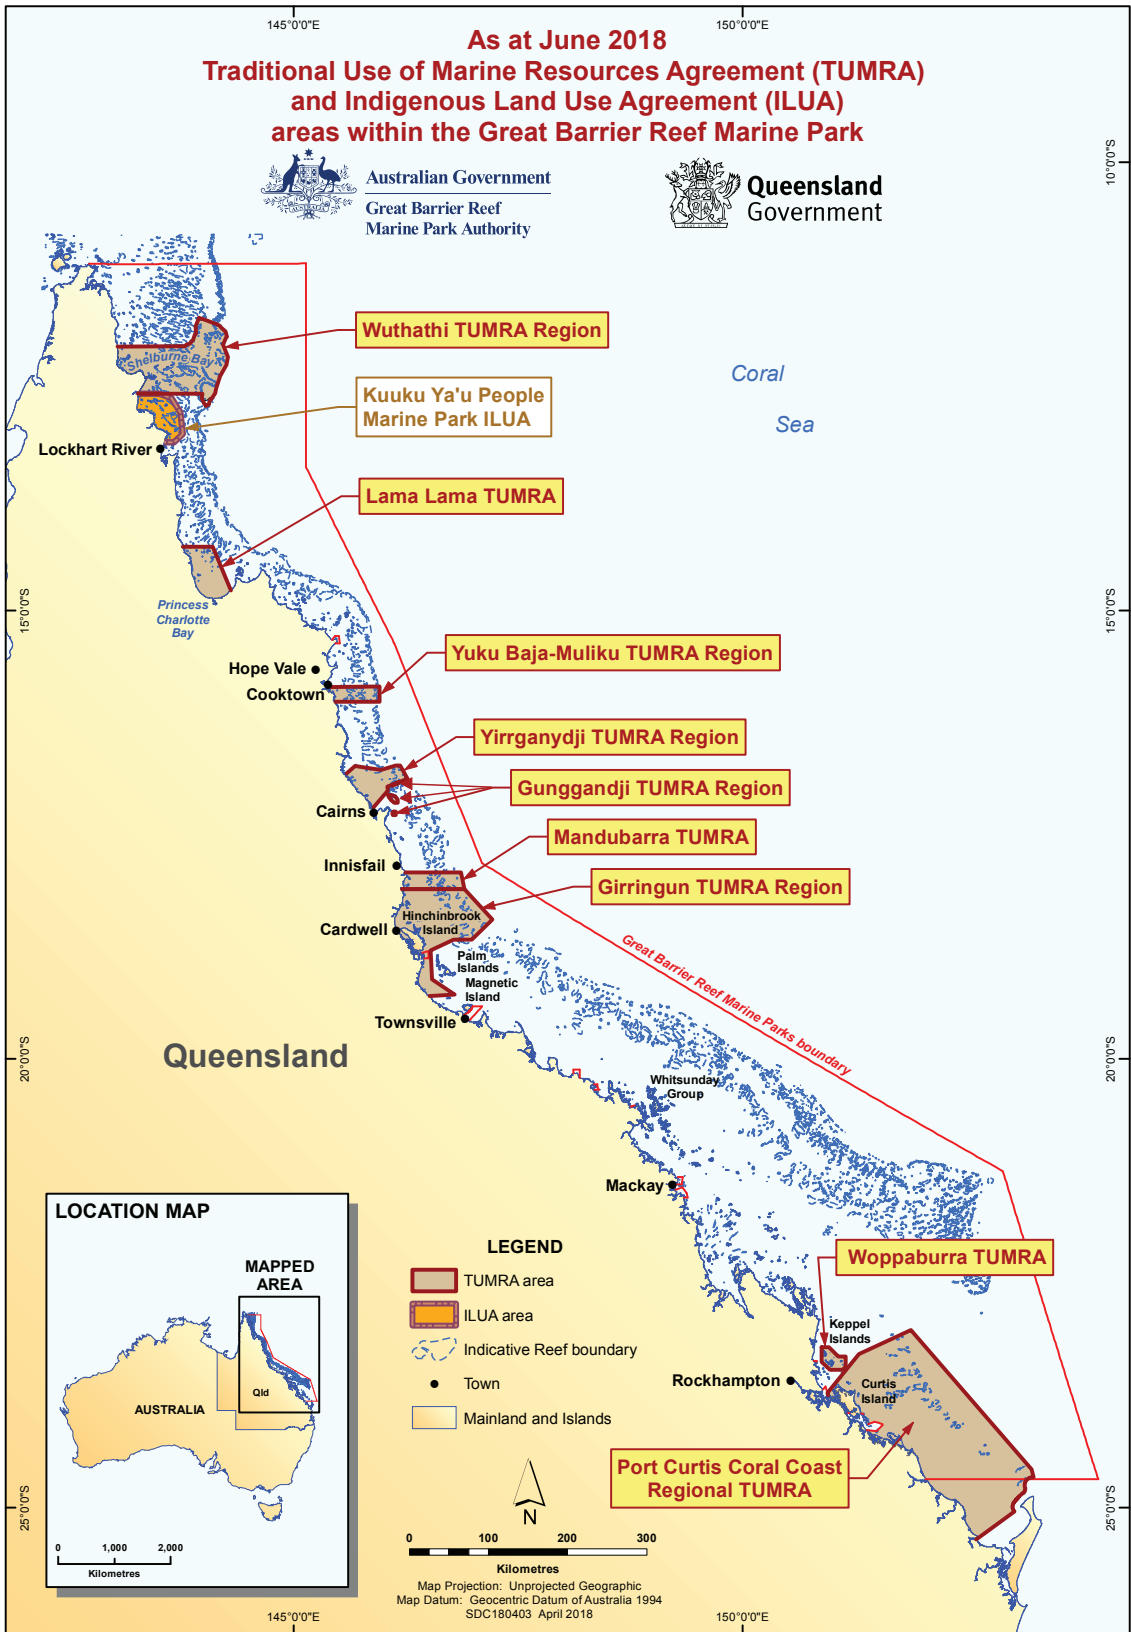 145°0'0"E
150°0'0"E
As at June 2018
Traditional Use of Marine Resources Agreement (TUMRA)
and Indigenous Land Use Agreement (ILUA)
areas within the Great Barrier Reef Marine Park
10°0'0"S
Australian Government
Great Barrier Reef
Marine Park Authority
Queensland
Government
Wuthathi TUMRA Region
Shelburne Bay
Coral
Sea
Kuuku Ya'u People
Marine Park ILUA
Lockhart River
Lama Lama TUMRA
Princess
Charlotte
Bay
15°0'0"S
15°0'0"S
Yuku Baja-Muliku TUMRA Region
Hope Vale
Cooktown
Yirrganydji TUMRA Region
Gunggandji TUMRA Region
Cairns
Mandubarra TUMRA
Innisfail
Girringun TUMRA Region
Hinchinbrook
Island
Cardwell
Palm
Islands
Magnetic
Island
Great Barrier Reef Marine Parks boundary
Townsville
Queensland
20°0'0"S
20°0'0"S
Whitsunday
Group
Mackay
Woppaburra TUMRA
Keppel
Islands
Rockhampton
Curtis
Island
Port Curtis Coral Coast
Regional TUMRA
25°0'0"S
25°0'0"S
LOCATION MAP
MAPPED
AREA
Qld
AUSTRALIA
0 1,000 2,000
Kilometres
LEGEND
TUMRA area
ILUA area
Indicative Reef boundary
Town
Mainland and Islands
N
0 100 200 300
Kilometres
Map Projection: Unprojected Geographic
Map Datum: Geocentric Datum of Australia 1994
SDC180403 April 2018
145°0'0"E
150°0'0"E